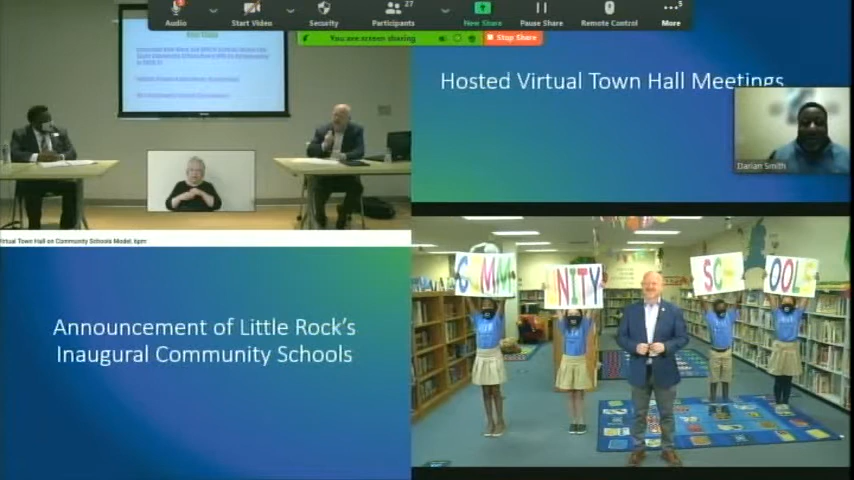 Audio
Start Video
Security
Participants
27
New Share
Pause Share
Remote Control
More
You are screen sharing
Stop Share
Hosted Virtual Town Hall Meetings
Darian Smith
Virtual Town Hall on Community Schools Model, 6pm
Announcement of Little Rock's
Inaugural Community Schools
C MM
NITY
SC
OOLS